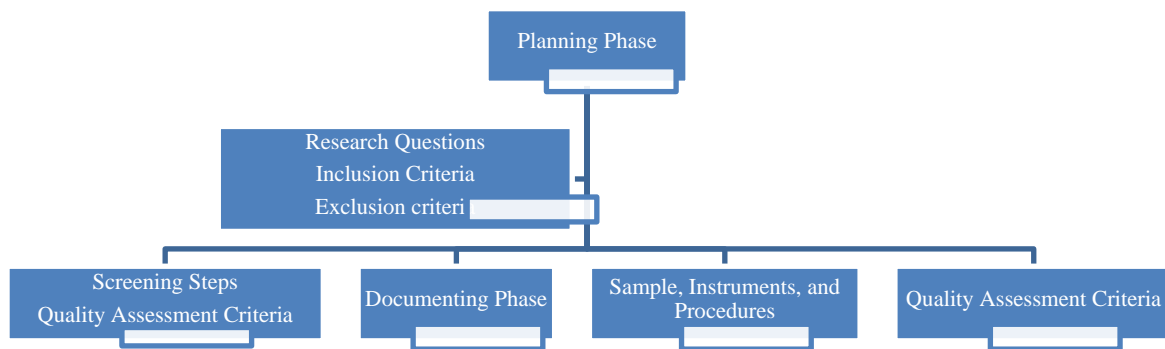 Planning Phase
Research Questions
Inclusion Criteria
Exclusion criteri
Screening Steps
Quality Assessment Criteria
Documenting Phase
Sample, Instruments, and
Procedures
Quality Assessment Criteria